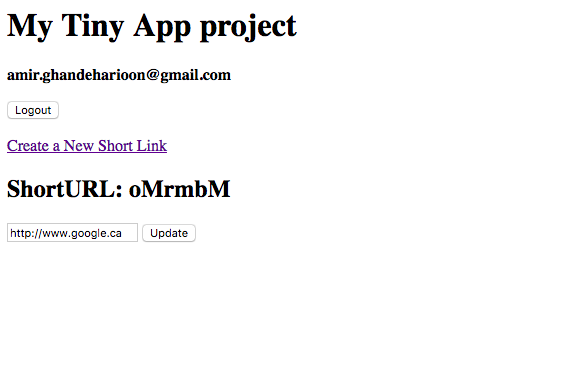 My Tiny App project
amir.ghandeharioon@gmail.com
Logout
Create a New Short Link
ShortURL: oMrmbM
http://www.google.ca Update